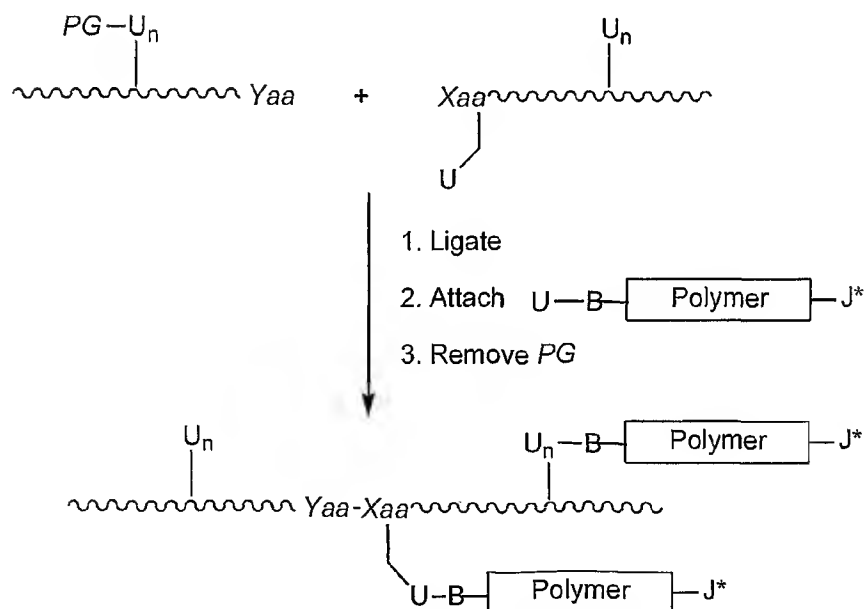 PG—Un
Un
Yaa + Xaa
U
1. Ligate
2. Attach U—B—Polymer—J*
3. Remove PG
Un
Un—B—Polymer—J*
Yaa-Xaa
U—B—Polymer—J*